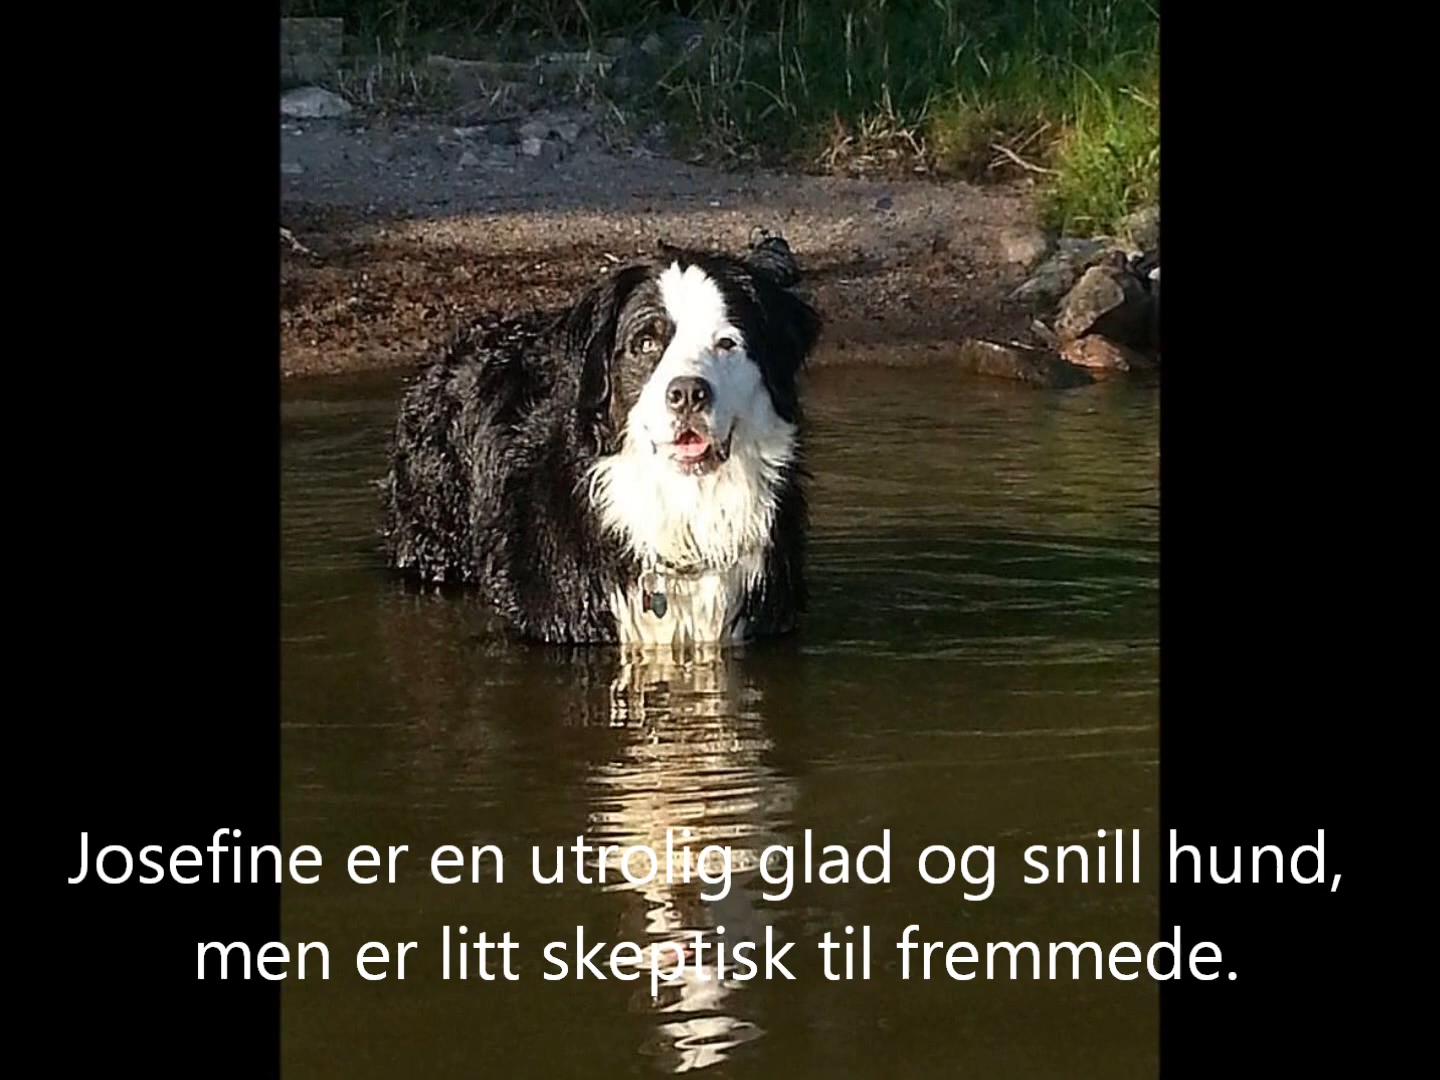 Josefine er en utrolig glad og snill hund,
men er litt skeptisk til fremmede.